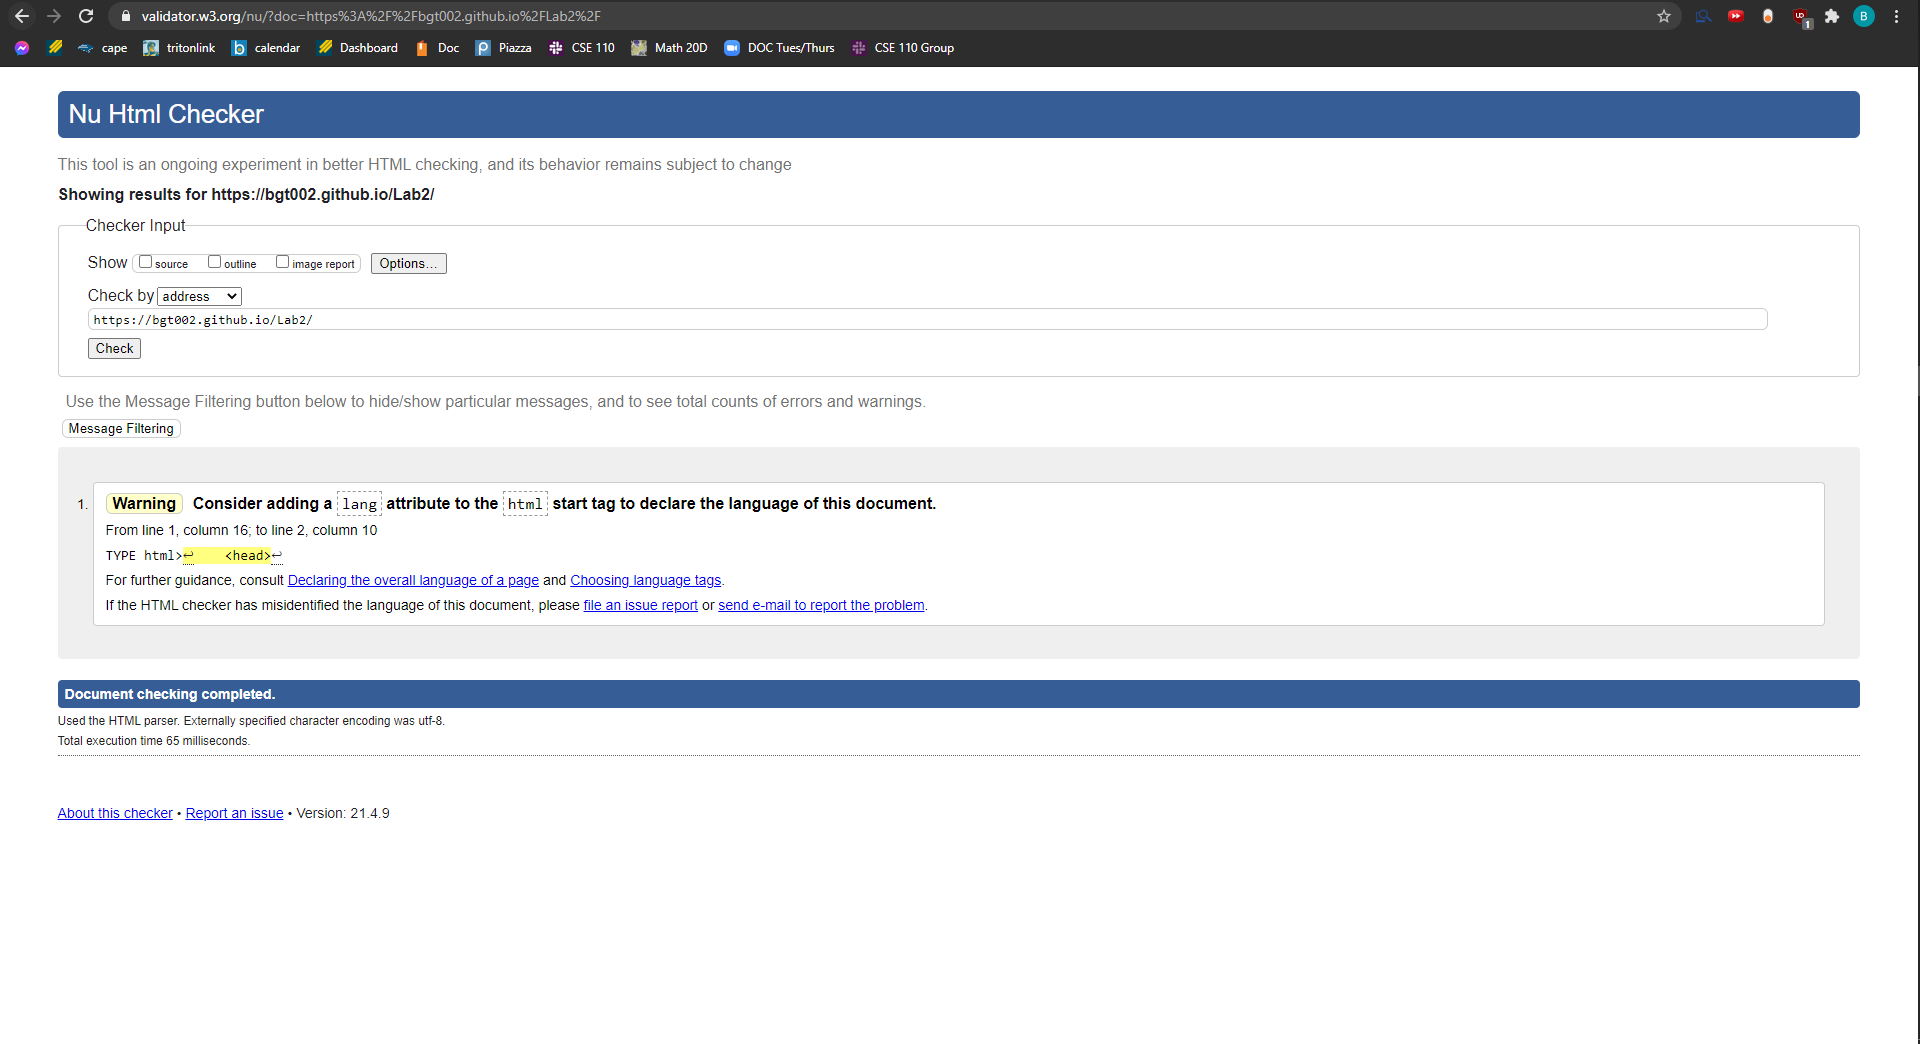 validator.w3.org/nu/?doc=https%3A%2F%2Fbgt002.github.io%2FLab2%2F
UD 1 B
cape tritonlink calendar Dashboard Doc Piazza CSE 110 Math 20D DOC Tues/Thurs CSE 110 Group
Nu Html Checker
This tool is an ongoing experiment in better HTML checking, and its behavior remains subject to change
Showing results for https://bgt002.github.io/Lab2/
Checker Input
Show source outline image report Options...
Check by address
https://bgt002.github.io/Lab2/
Check
Use the Message Filtering button below to hide/show particular messages, and to see total counts of errors and warnings.
Message Filtering
1. Warning Consider adding a lang attribute to the html start tag to declare the language of this document.
From line 1, column 16; to line 2, column 10
TYPE html>↩    <head>↩
For further guidance, consult Declaring the overall language of a page and Choosing language tags.
If the HTML checker has misidentified the language of this document, please file an issue report or send e-mail to report the problem.
Document checking completed.
Used the HTML parser. Externally specified character encoding was utf-8.
Total execution time 65 milliseconds.
About this checker • Report an issue • Version: 21.4.9